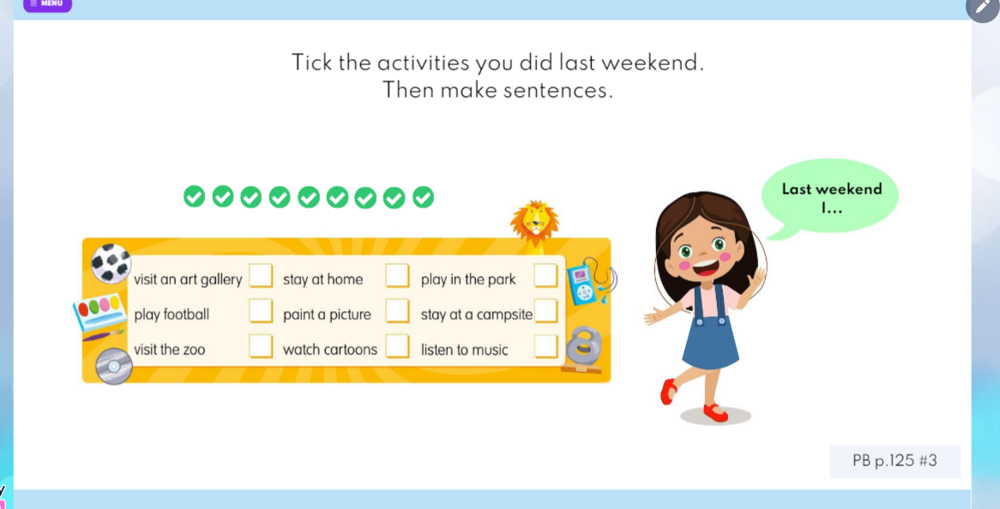 MENU
Tick the activities you did last weekend.
Then make sentences.
Last weekend
I...
visit an art gallery stay at home play in the park
play football paint a picture stay at a campsite
visit the zoo watch cartoons listen to music
PB p.125 #3